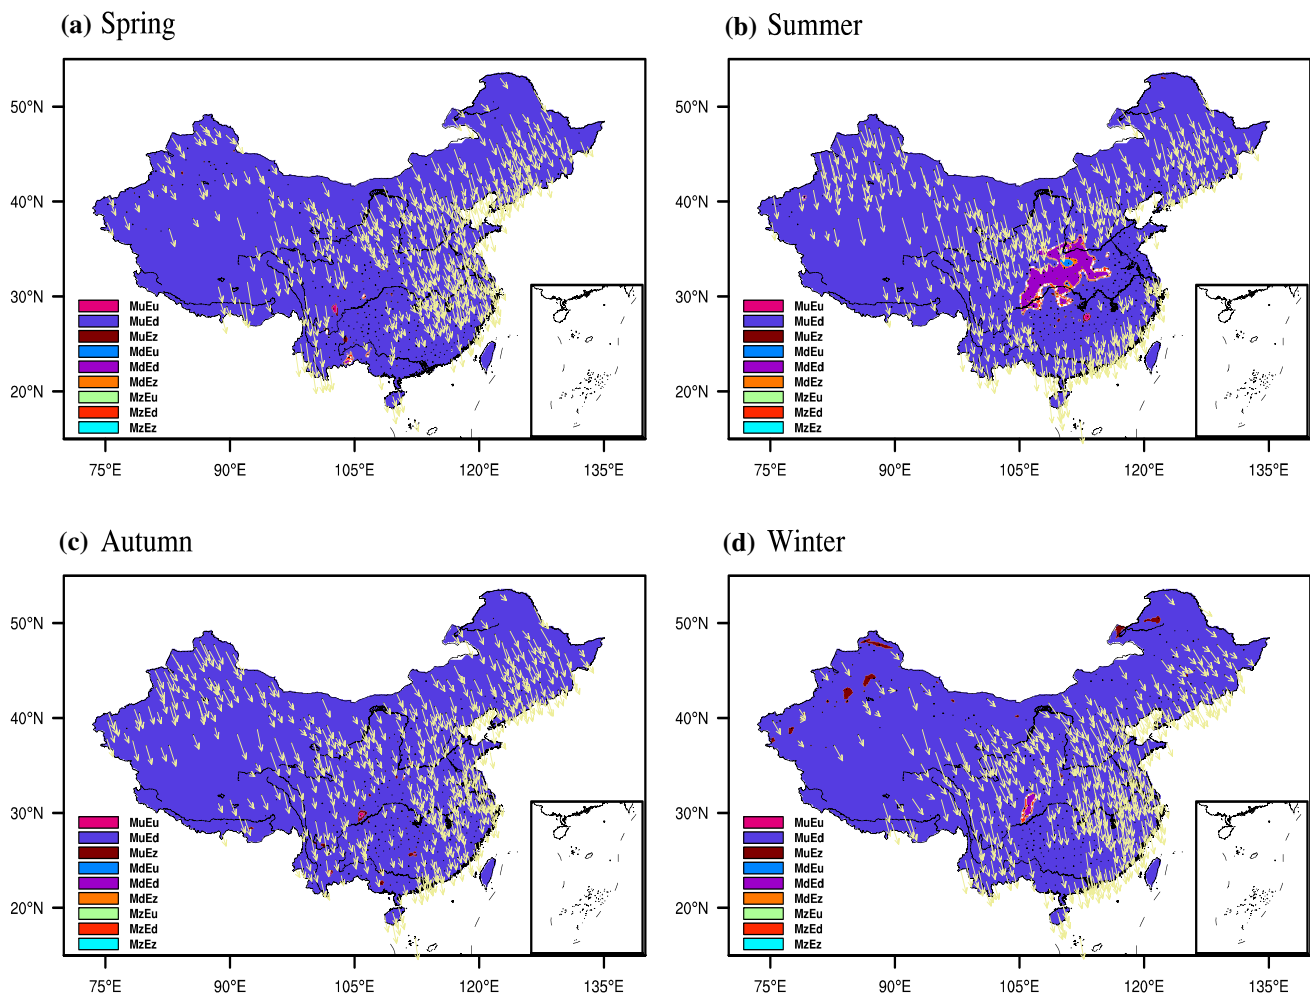 (a) Spring
(b) Summer
50°N
40°N
30°N
20°N
MuEu
MuEd
MuEz
MdEu
MdEd
MdEz
MzEu
MzEd
MzEz
75°E 90°E 105°E 120°E 135°E
50°N
40°N
30°N
20°N
MuEu
MuEd
MuEz
MdEu
MdEd
MdEz
MzEu
MzEd
MzEz
75°E 90°E 105°E 120°E 135°E
(c) Autumn
(d) Winter
50°N
40°N
30°N
20°N
MuEu
MuEd
MuEz
MdEu
MdEd
MdEz
MzEu
MzEd
MzEz
75°E 90°E 105°E 120°E 135°E
50°N
40°N
30°N
20°N
MuEu
MuEd
MuEz
MdEu
MdEd
MdEz
MzEu
MzEd
MzEz
75°E 90°E 105°E 120°E 135°E